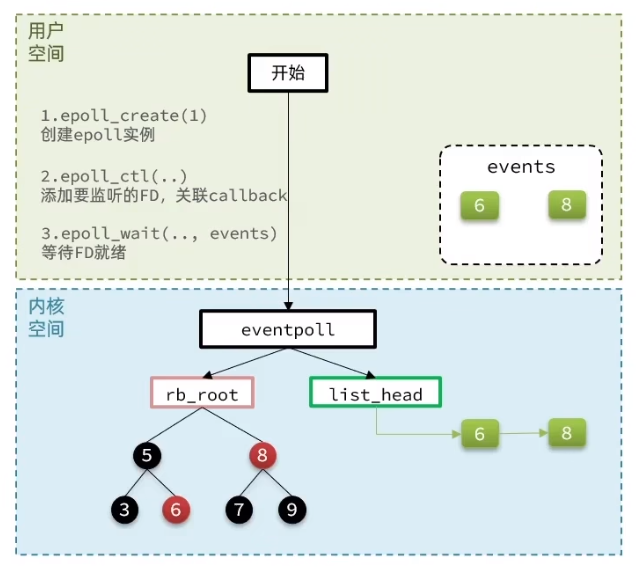 用户
空间
开始
1.epoll_create(1)
创建epoll实例
2.epoll_ctl(..)
添加要监听的FD，关联callback
3.epoll_wait(.., events)
等待FD就绪
events
6 8
内核
空间
eventpoll
rb_root list_head
6 8
5 8
3 6 7 9